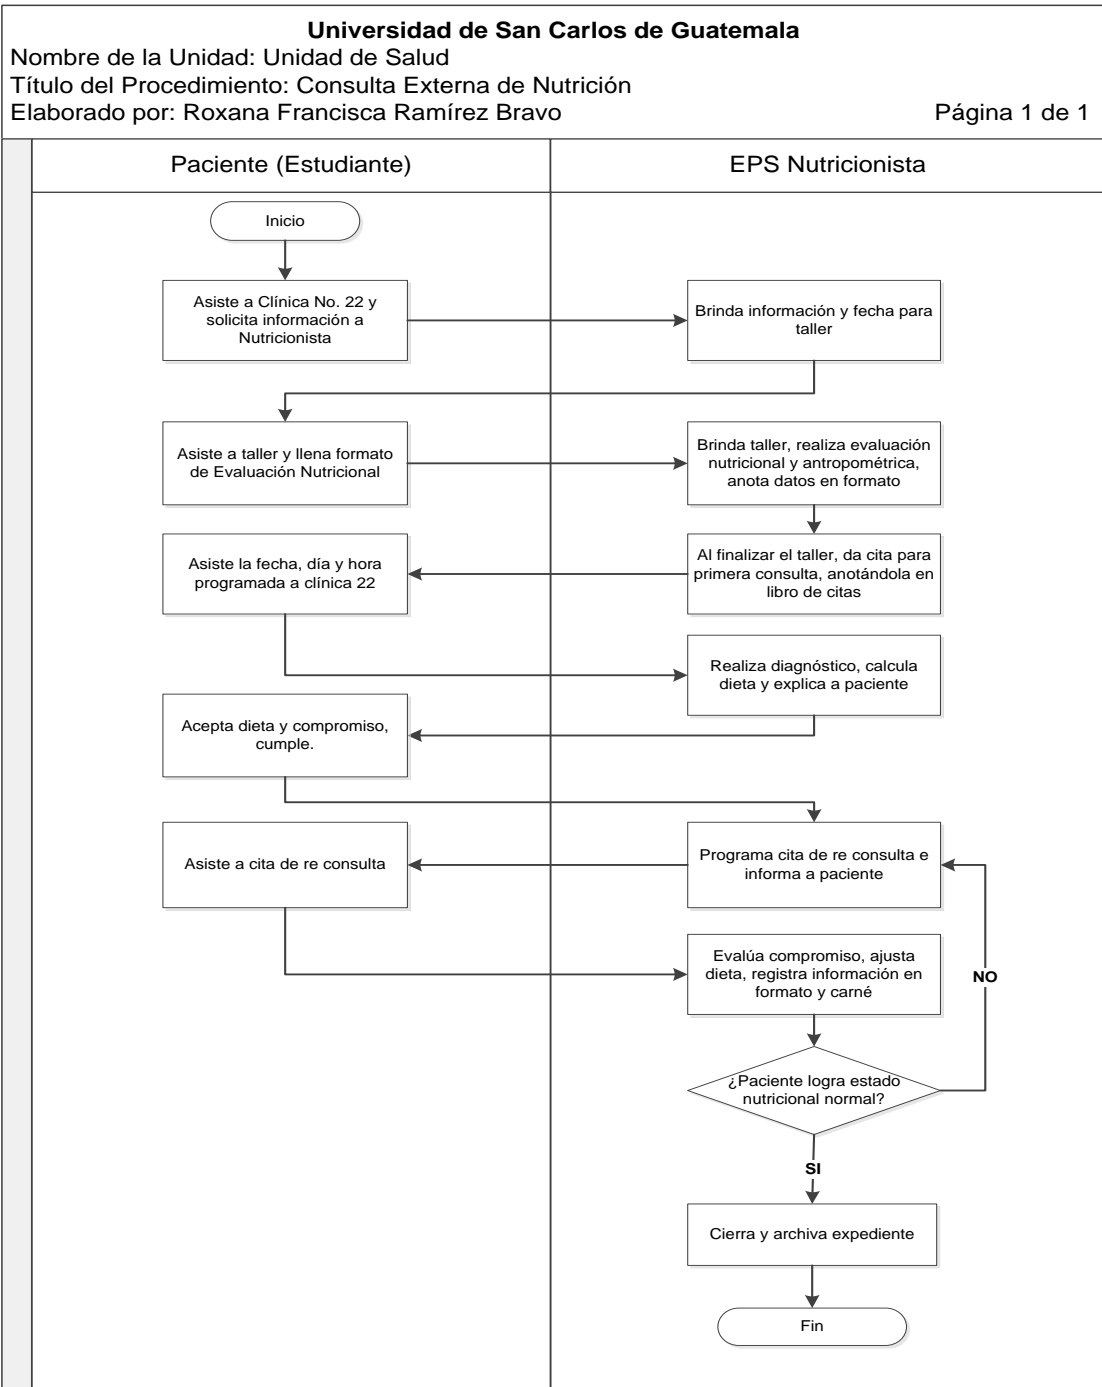 Universidad de San Carlos de Guatemala
Nombre de la Unidad: Unidad de Salud
Título del Procedimiento: Consulta Externa de Nutrición
Elaborado por: Roxana Francisca Ramírez Bravo
Página 1 de 1
Paciente (Estudiante)
EPS Nutricionista
Inicio
Asiste a Clínica No. 22 y
solicita información a
Nutricionista
Brinda información y fecha para
taller
Asiste a taller y llena formato
de Evaluación Nutricional
Brinda taller, realiza evaluación
nutricional y antropométrica,
anota datos en formato
Al finalizar el taller, da cita para
primera consulta, anotándola en
libro de citas
Asiste la fecha, día y hora
programada a clínica 22
Realiza diagnóstico, calcula
dieta y explica a paciente
Acepta dieta y compromiso,
cumple.
Programa cita de re consulta e
informa a paciente
Asiste a cita de re consulta
Evalúa compromiso, ajusta
dieta, registra información en
formato y carné
NO
¿Paciente logra estado
nutricional normal?
SI
Cierra y archiva expediente
Fin